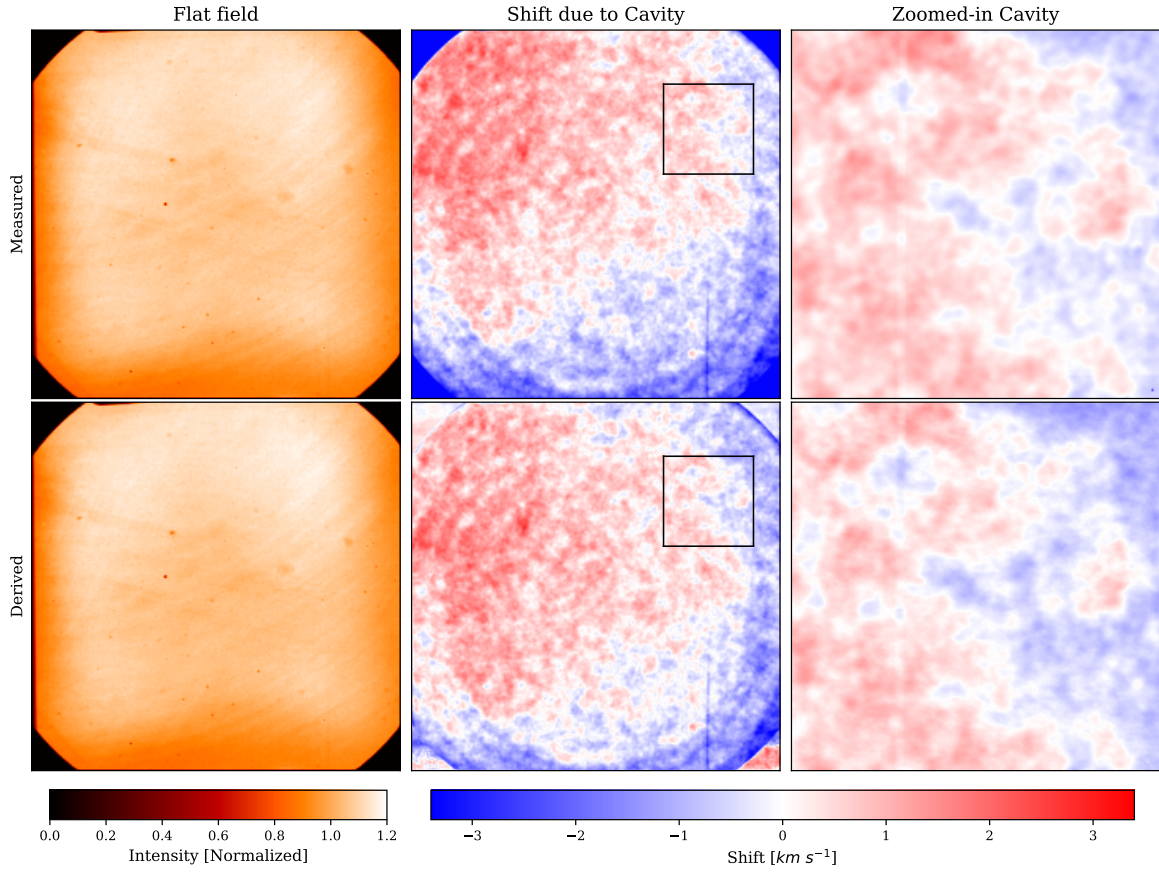 Flat field
Shift due to Cavity
Zoomed-in Cavity
Measured
Derived
0.0 0.2 0.4 0.6 0.8 1.0 1.2
Intensity [Normalized]
−3 −2 −1 0 1 2 3
Shift [km s⁻¹]